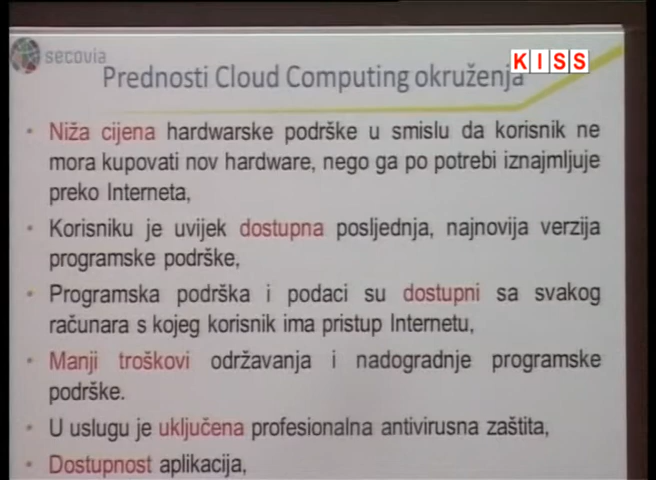 secovia
KISS
Prednosti Cloud Computing okruženja
• Niža cijena hardwarske podrške u smislu da korisnik ne
mora kupovati nov hardware, nego ga po potrebi iznajmljuje
preko Interneta,
• Korisniku je uvijek dostupna posljednja, najnovija verzija
programske podrške,
• Programska podrška i podaci su dostupni sa svakog
računara s kojeg korisnik ima pristup Internetu,
• Manji troškovi održavanja i nadogradnje programske
podrške.
• U uslugu je uključena profesionalna antivirusna zaštita,
• Dostupnost aplikacija,